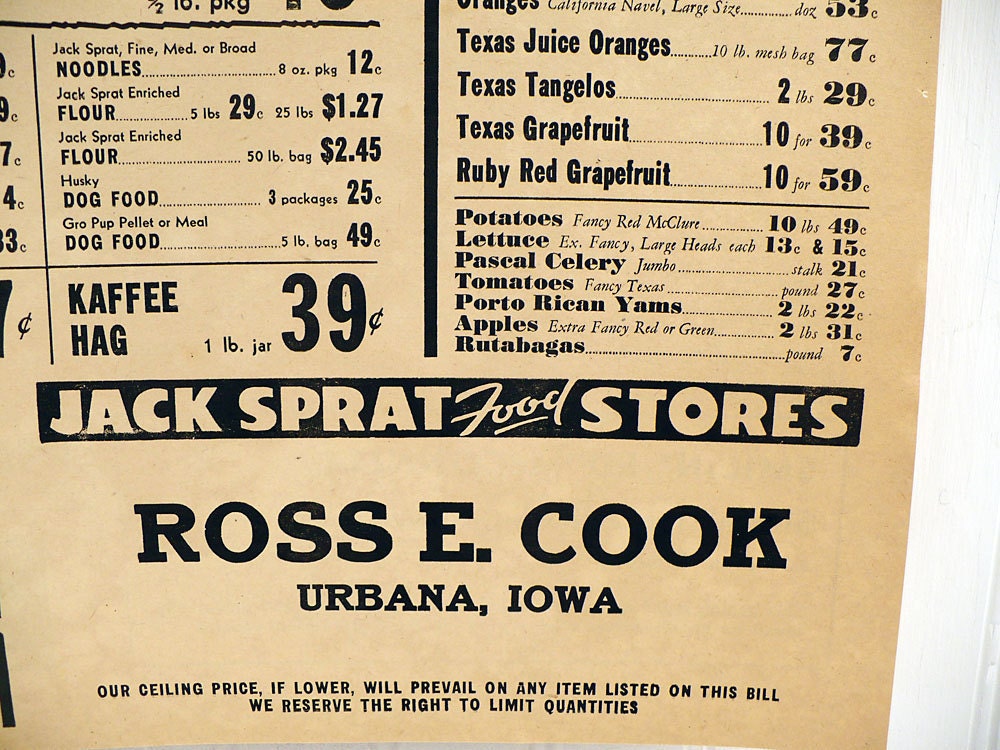 ½ lb. pkg
Jack Sprat, Fine, Med. or Broad
NOODLES 8 oz. pkg 12c
Jack Sprat Enriched
FLOUR 5 lbs 29c 25 lbs $1.27
Jack Sprat Enriched
FLOUR 50 lb. bag $2.45
Husky
DOG FOOD 3 packages 25c
Gro Pup Pellet or Meal
DOG FOOD 5 lb. bag 49c
KAFFEE
HAG 1 lb. jar 39¢
Oranges California Navel, Large Size doz 53c
Texas Juice Oranges 10 lb. mesh bag 77c
Texas Tangelos 2 lbs 29c
Texas Grapefruit 10 for 39c
Ruby Red Grapefruit 10 for 59c
Potatoes Fancy Red McClure 10 lbs 49c
Lettuce Ex. Fancy, Large Heads each 13c & 15c
Pascal Celery Jumbo stalk 21c
Tomatoes Fancy Texas pound 27c
Porto Rican Yams 2 lbs 22c
Apples Extra Fancy Red or Green 2 lbs 31c
Rutabagas pound 7c
JACK SPRAT Food STORES
ROSS E. COOK
URBANA, IOWA
OUR CEILING PRICE, IF LOWER, WILL PREVAIL ON ANY ITEM LISTED ON THIS BILL
WE RESERVE THE RIGHT TO LIMIT QUANTITIES